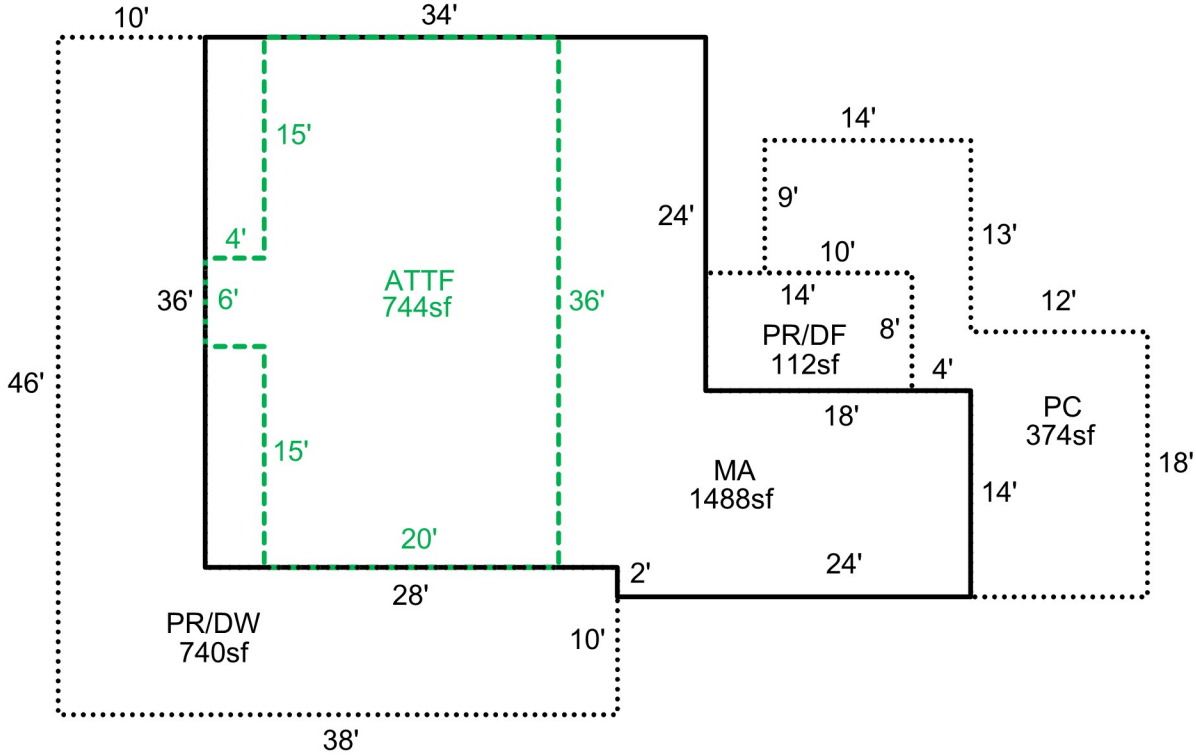 10'
34'
14'
15'
9'
24'
13'
4'
10'
ATTF
744sf
36'
6'
36'
14'
12'
PR/DF
112sf
8'
46'
4'
PC
374sf
18'
15'
MA
1488sf
18'
14'
20'
24'
2'
28'
PR/DW
740sf
10'
38'